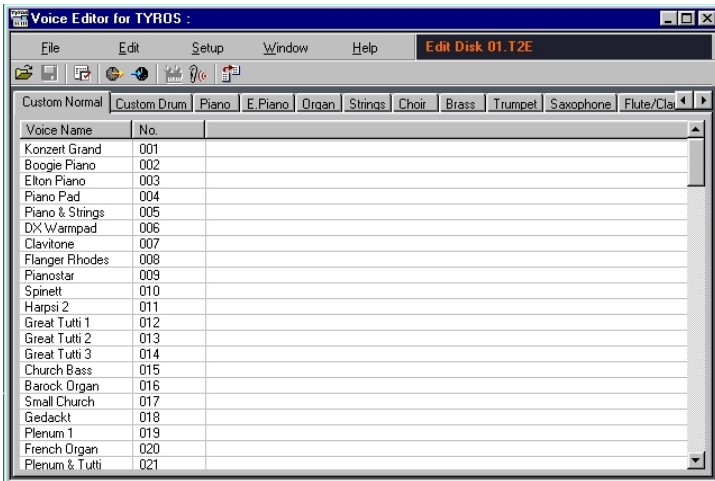 Voice Editor for TYROS :
File Edit Setup Window Help Edit Disk 01.T2E
Custom Normal Custom Drum Piano E.Piano Organ Strings Choir Brass Trumpet Saxophone Flute/Clar
Voice Name No.
Konzert Grand 001
Boogie Piano 002
Elton Piano 003
Piano Pad 004
Piano & Strings 005
DX Warmpad 006
Clavitone 007
Flanger Rhodes 008
Pianostar 009
Spinett 010
Harpsi 2 011
Great Tutti 1 012
Great Tutti 2 013
Great Tutti 3 014
Church Bass 015
Barock Organ 016
Small Church 017
Gedackt 018
Plenum 1 019
French Organ 020
Plenum & Tutti 021